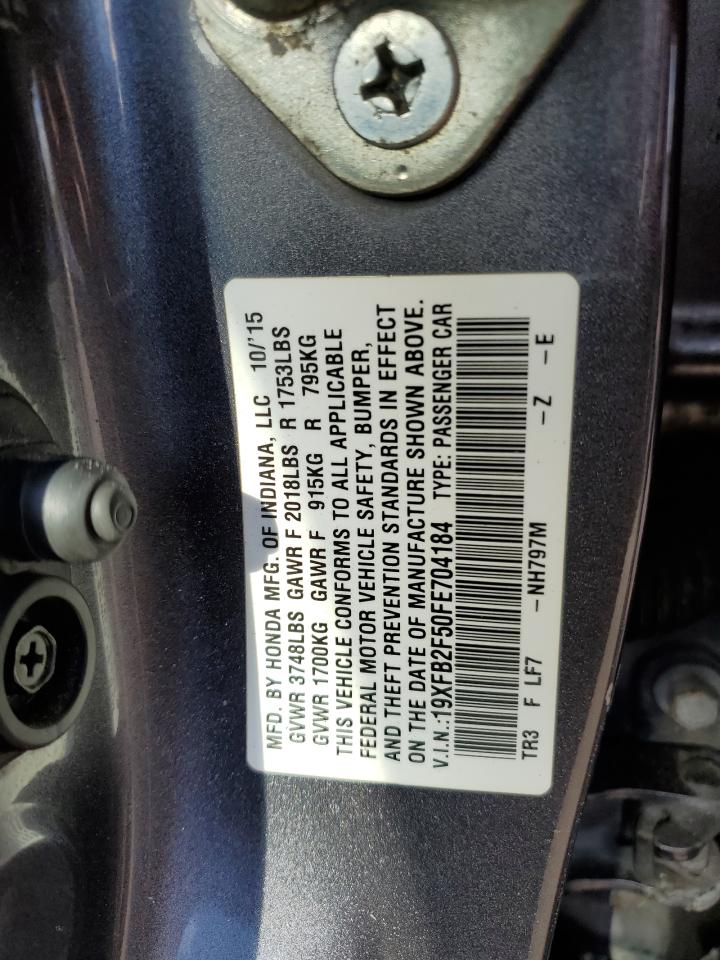 MFD. BY HONDA MFG. OF INDIANA, LLC 10/'15
GVWR 3748LBS GAWR F 2018LBS R 1753LBS
GVWR 1700KG GAWR F 915KG R 795KG
THIS VEHICLE CONFORMS TO ALL APPLICABLE
FEDERAL MOTOR VEHICLE SAFETY, BUMPER,
AND THEFT PREVENTION STANDARDS IN EFFECT
ON THE DATE OF MANUFACTURE SHOWN ABOVE.
V.I.N.:19XFB2F50FE704184 TYPE: PASSENGER CAR
TR3 F LF7 -NH797M -Z -E